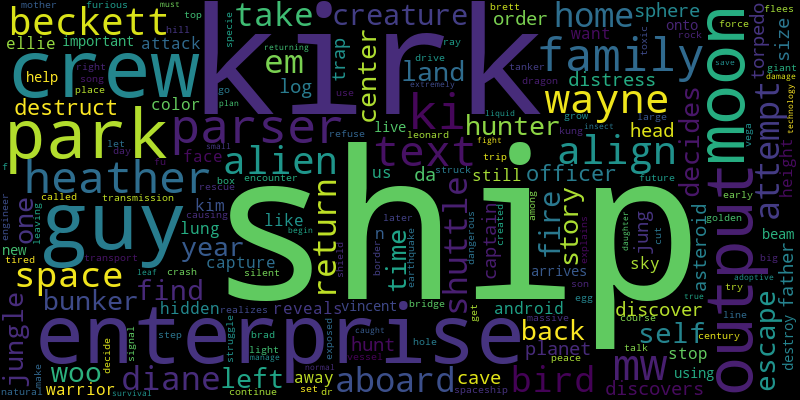 beckett
kirk
take
creature
home
sphere
moon
crew
family
ellie
important
attack
order
onto
torpedo
size
help
em
trap
center
land
want
distress
destruct
color
log
ki
wayne
park
parser
hunter
head
decides
attempt
height
alien
text
align
heather
guy
face
live
us
da
still
officer
return
shuttle
captain
fire
story
ship
one
kim
lung
like
year
time
jung
sky
asteroid
beam
space
new
tired
capture
silent
arrives
output
escape
destroy
father
bunker
find
hidden
reveals
vincent
android
discover
jungle
enterprise
back
self
planet
talk
stop
using
woo
diane
left
away
aboard
hunt
cave
bird
mw
discovers
warrior
mother
furious
top
specie
returning
ray
drive
extremely
use
refuse
leonard
kung
fight
trip
insect
large
grow
brett
tanker
dragon
rock
toxic
force
must
flees
giant
damage
technology
save
vega
early
golden
adoptive
big
true
try
line
century
course
peace
daughter
among
created
dangerous
struck
later
border
earthquake
begin
shield
bridge
get
massive
explains
son
egg
future
cut
hill
go
plan
right
song
place
let
day
fu
small
box
encounter
rescue
causing
called
transmission
engineer
leaving
transport
crash
realizes
leaf
brad
step
signal
decide
struggle
light
manage
exposed
caught
hole
vessel
normal
set
dr
spaceship
liquid
natural
make
survival
continue
n
f